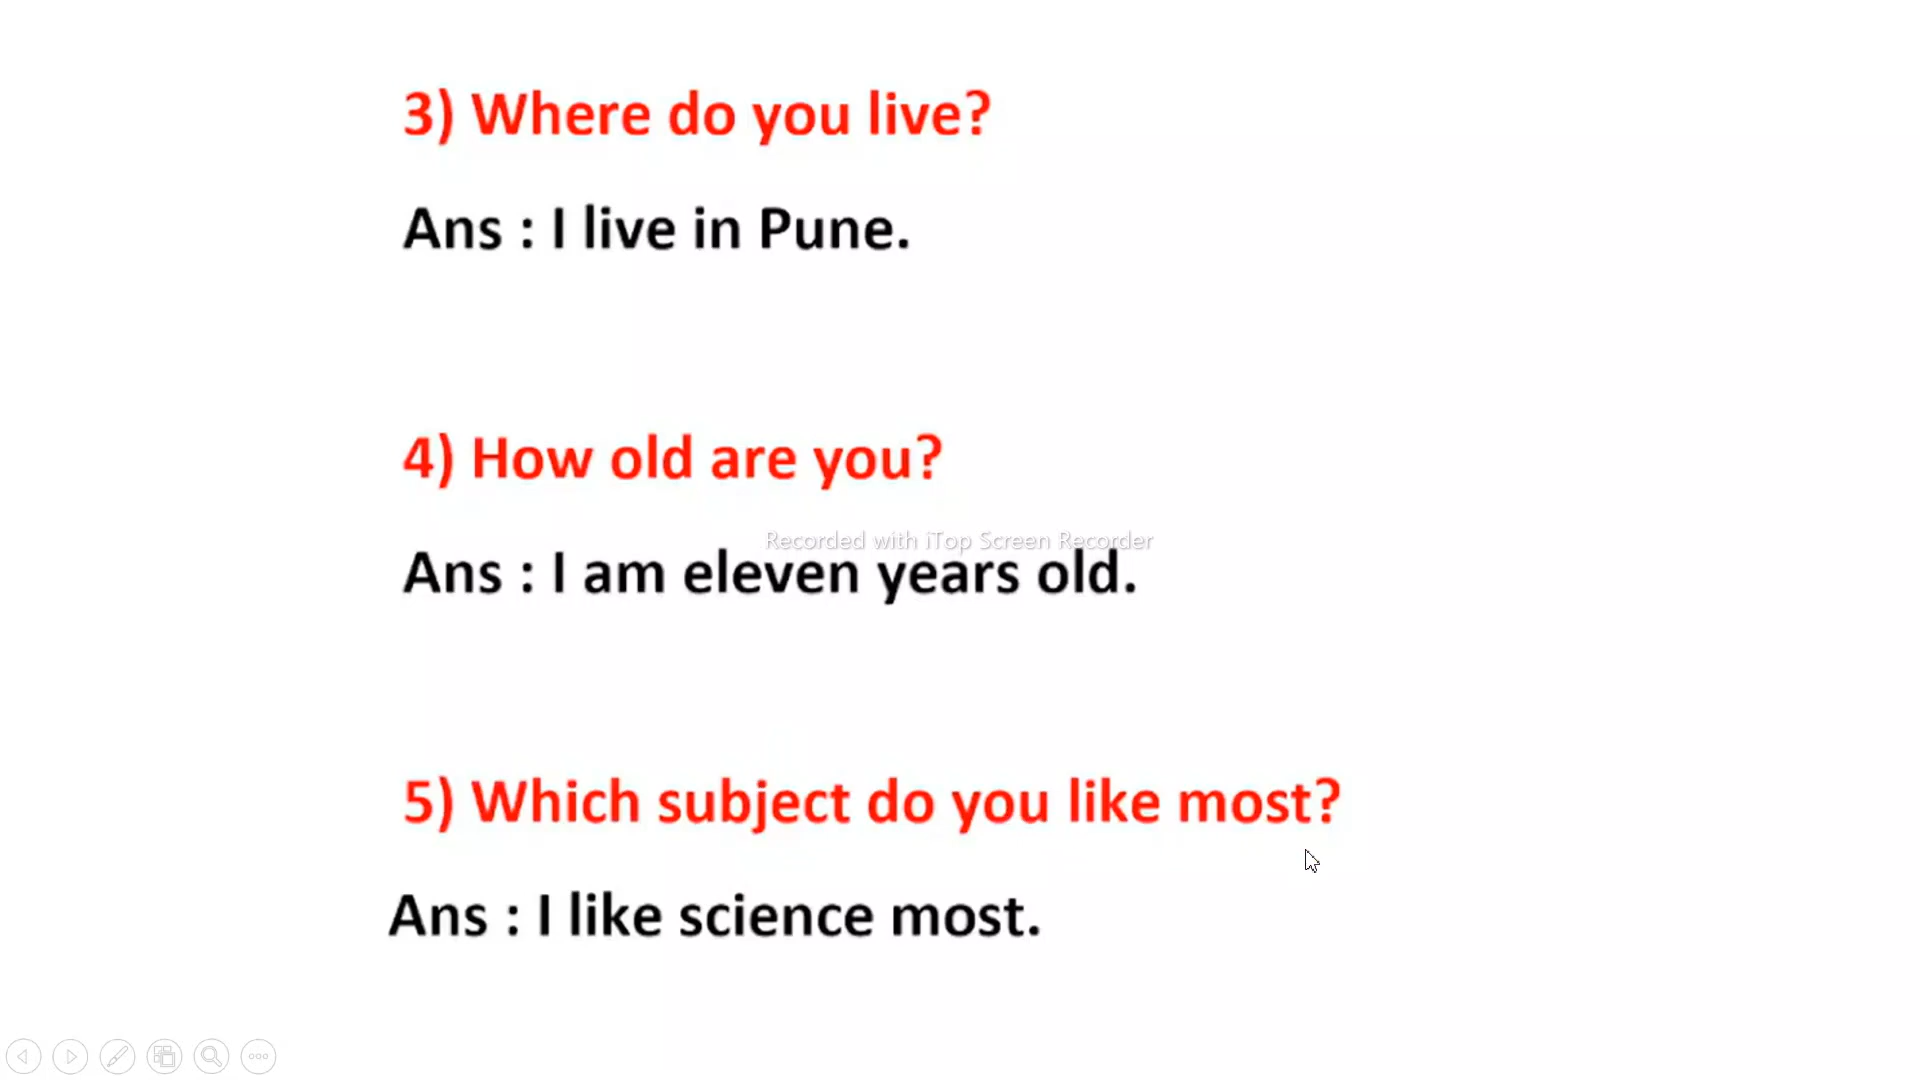 3) Where do you live?
Ans : I live in Pune.
4) How old are you?
Recorded with iTop Screen Recorder
Ans : I am eleven years old.
5) Which subject do you like most?
Ans : I like science most.